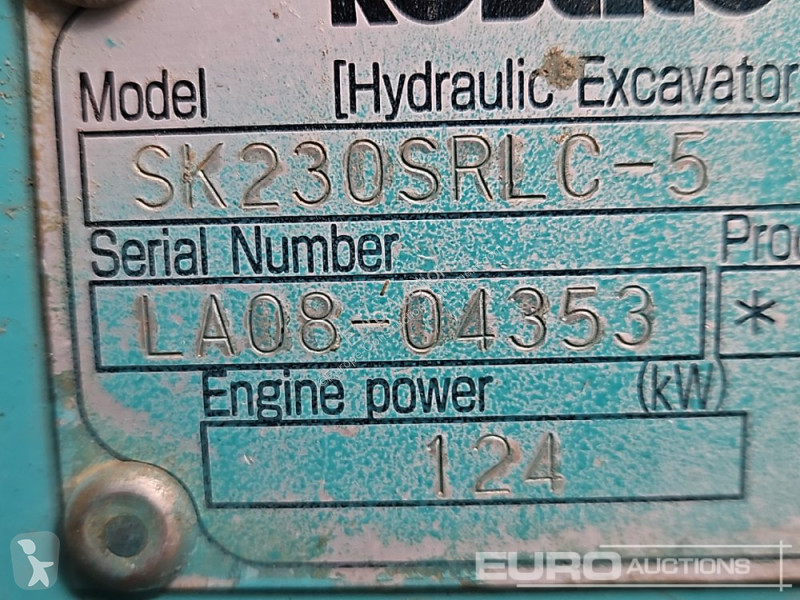 Model [Hydraulic Excavator
SK230SRLC-5
Serial Number
LA08-04353 *
Engine power (kW)
124
EURO AUCTIONS